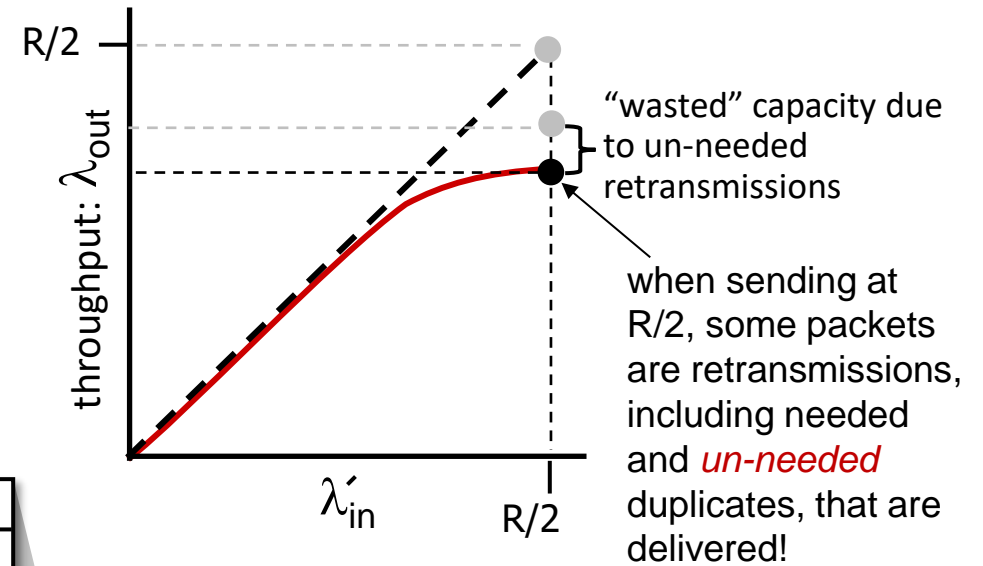 R/2
throughput: λout
λ′in
R/2
“wasted” capacity due
to un-needed
retransmissions
when sending at
R/2, some packets
are retransmissions,
including needed
and un-needed
duplicates, that are
delivered!